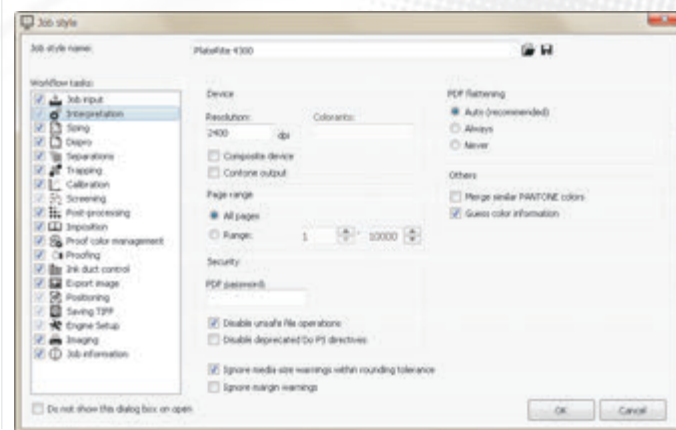 Job style
Job style name:
PlateRite 4300
Workflow tasks:
Job input
Interpretation
Sping
Dispro
Separations
Trapping
Calibration
Screening
Post-processing
Imposition
Proof color management
Proofing
Ink duct control
Export image
Positioning
Saving TIFF
Engine Setup
Imaging
Job information
Device
Resolution:
Colorants:
2400 dpi
Composite device
Contone output
Page range
All pages
Range: 1 - 10000
Security
PDF password:
Disable unsafe file operations
Disable deprecated Do PS directives
Ignore media size warnings within rounding tolerance
Ignore margin warnings
PDF flattening
Auto (recommended)
Always
Never
Others
Merge similar PANTONE colors
Guess color information
Do not show this dialog box on open
OK
Cancel